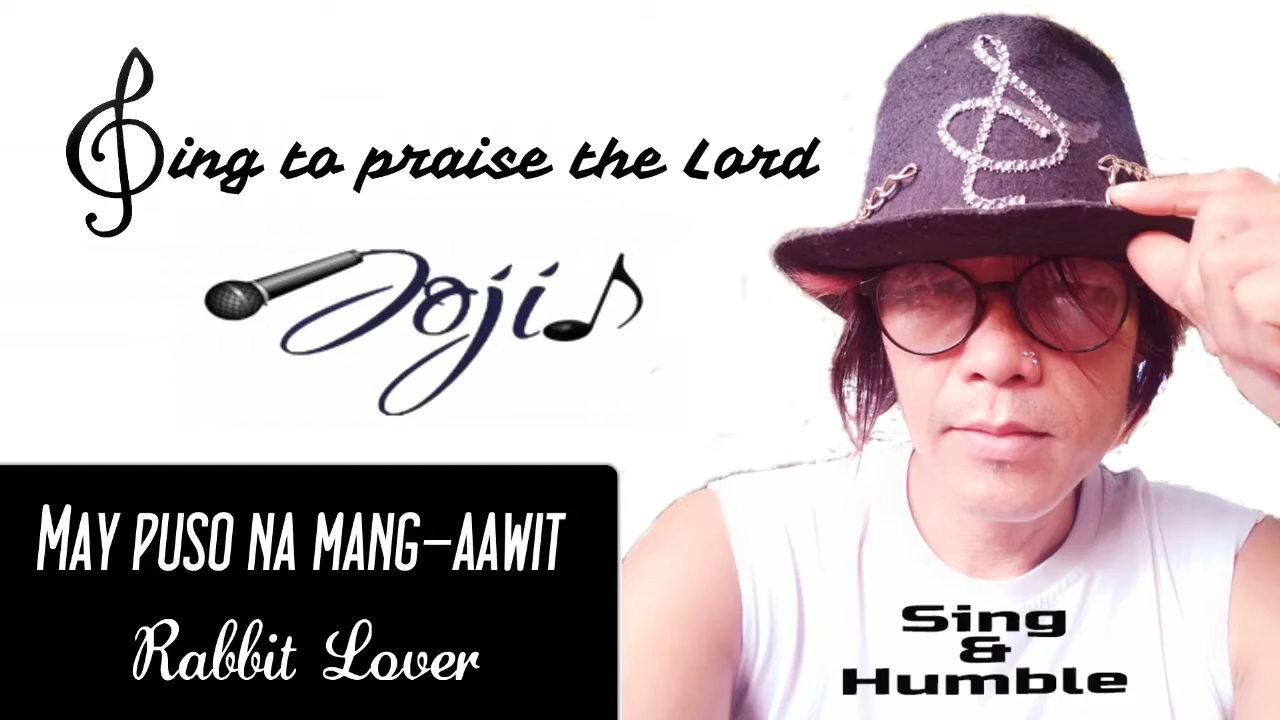 Sing to praise the Lord
Joji
May puso na mang-aawit
Rabbit Lover
Sing
&
Humble